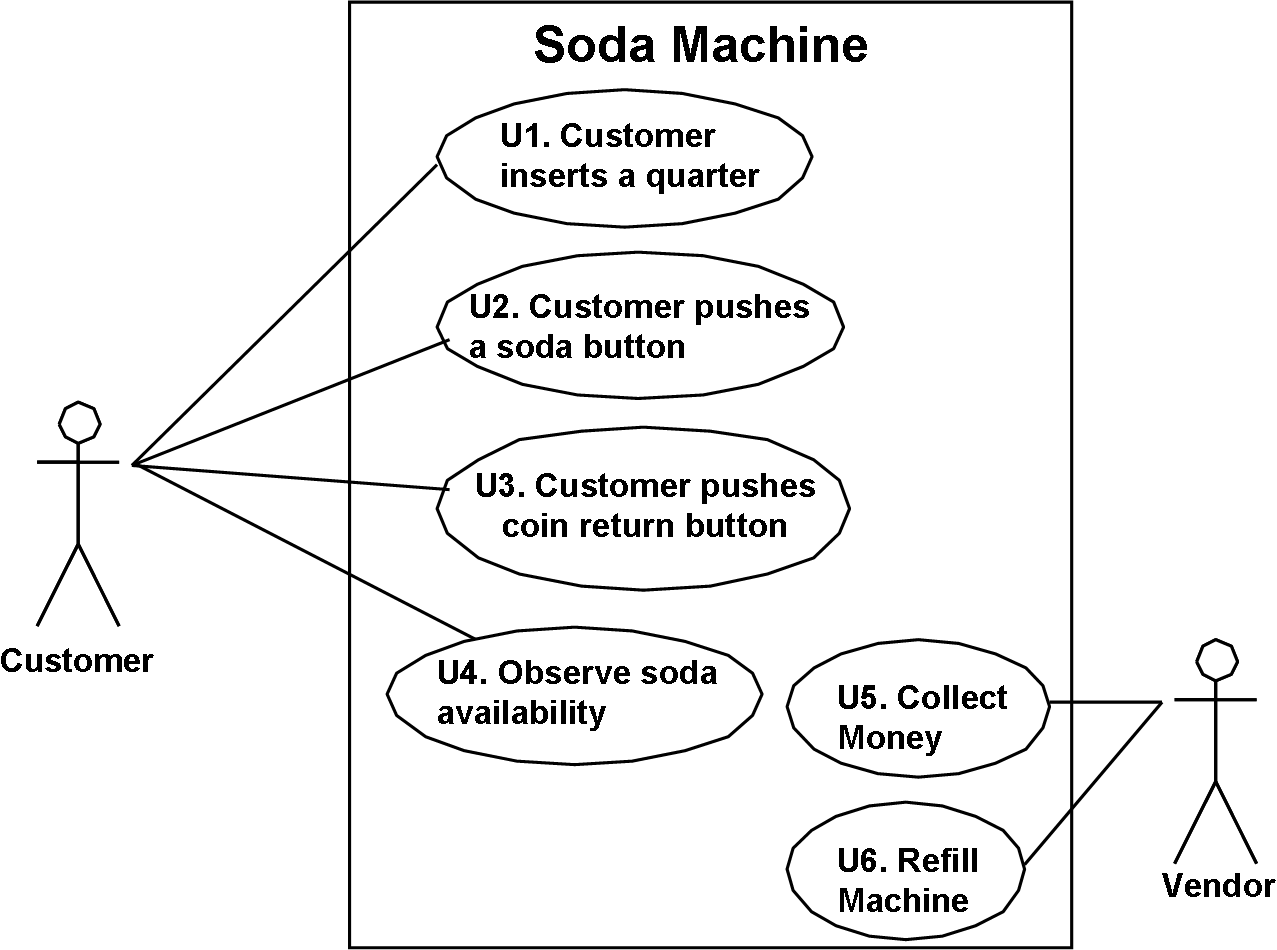 Soda Machine
U1. Customer
inserts a quarter
U2. Customer pushes
a soda button
U3. Customer pushes
coin return button
Customer
U4. Observe soda
availability
U5. Collect
Money
U6. Refill
Machine
Vendor